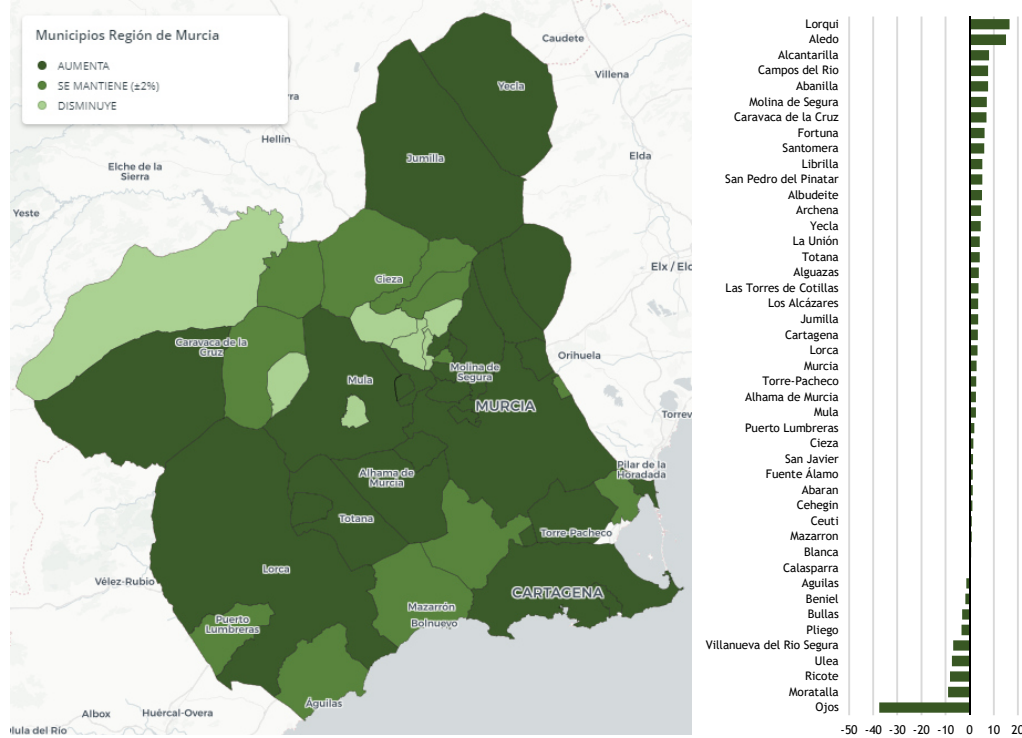 Municipios Región de Murcia
AUMENTA
SE MANTIENE (±2%)
DISMINUYE
Caudete
Villena
rra
Yecla
Hellín
Jumilla
Elda
Elche de la
Sierra
Yeste
Elx / Elc
Cieza
Caravaca de la
Cruz
Orihuela
Mula
Molina de
Segura
MURCIA
Torrev
Pilar de la
Horadada
Alhama de
Murcia
Totana
Torre-Pacheco
Lorca
Vélez-Rubio
CARTAGENA
Mazarrón
Bolnuevo
Puerto
Lumbreras
Águilas
Albox
Huércal-Overa
lula del Río
Lorqui
Aledo
Alcantarilla
Campos del Rio
Abanilla
Molina de Segura
Caravaca de la Cruz
Fortuna
Santomera
Librilla
San Pedro del Pinatar
Albudeite
Archena
Yecla
La Unión
Totana
Alguazas
Las Torres de Cotillas
Los Alcázares
Jumilla
Cartagena
Lorca
Murcia
Torre-Pacheco
Alhama de Murcia
Mula
Puerto Lumbreras
Cieza
San Javier
Fuente Álamo
Abaran
Cehegin
Ceuti
Mazarron
Blanca
Calasparra
Aguilas
Beniel
Bullas
Pliego
Villanueva del Rio Segura
Ulea
Ricote
Moratalla
Ojos
-50 -40 -30 -20 -10 0 10 20